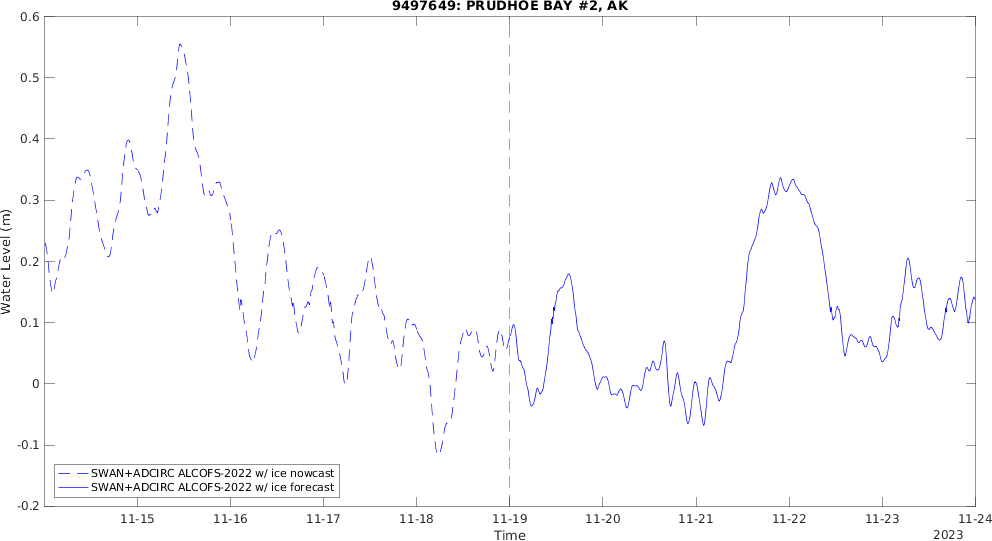 9497649: PRUDHOE BAY #2, AK
0.6
0.5
0.4
0.3
0.2
0.1
0
-0.1
-0.2
Water Level (m)
SWAN+ADCIRC ALCOFS-2022 w/ ice nowcast
SWAN+ADCIRC ALCOFS-2022 w/ ice forecast
11-15 11-16 11-17 11-18 11-19 11-20 11-21 11-22 11-23 11-24
Time
2023